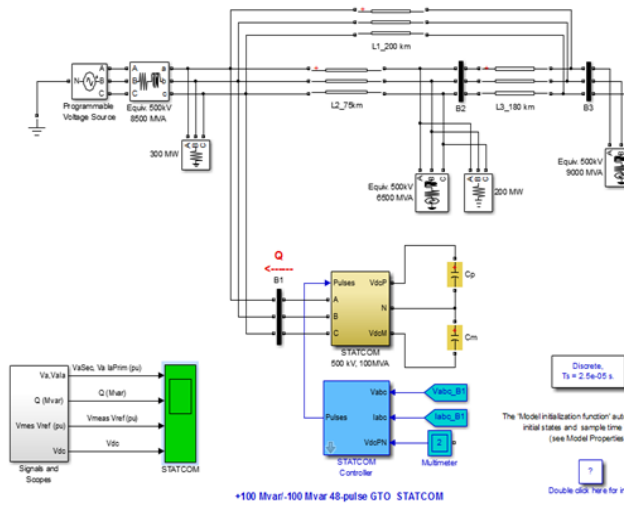 L1_200 km
N
A
B
C
A
B
C
a
b
c
Programmable
Voltage Source
Equiv. 500kV
8500 MVA
L2_75km
B2
L3_180 km
B3
300 MW
A
B
C
Equiv. 500kV
6500 MVA
200 MW
A
B
C
Equiv. 500kV
9000 MVA
Q
B1
Pulses
A
B
C
VdcP
N
VdcM
Cp
Cm
STATCOM
500 kV, 100MVA
Va,VaIa
Q (Mvar)
Vmes Vref (pu)
Vdc
VaSec, Va IaPrim (pu)
Q (Mvar)
Vmeas Vref (pu)
Vdc
Signals and
Scopes
STATCOM
Pulses
Vabc
Iabc
VdcPN
Vabc_B1
Iabc_B1
2
Multimeter
STATCOM
Controller
Discrete,
Ts = 2.5e-05 s.
The 'Model initialization function' aut
initial states and sample time
(see Model Properties
?
Double click here for in
+100 Mvar/-100 Mvar 48-pulse GTO STATCOM